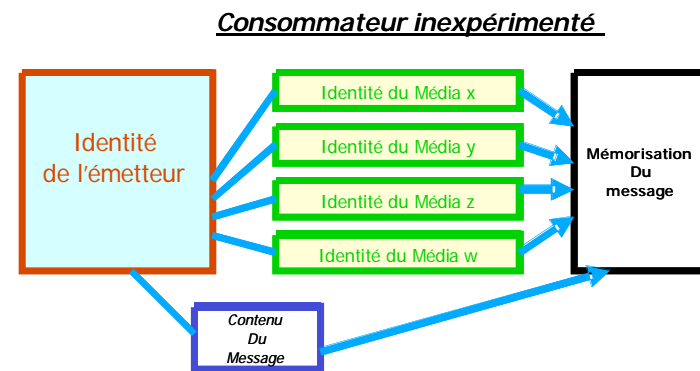 Consommateur inexpérimenté
Identité
de l'émetteur
Identité du Média x
Identité du Média y
Identité du Média z
Identité du Média w
Mémorisation
Du
message
Contenu
Du
Message